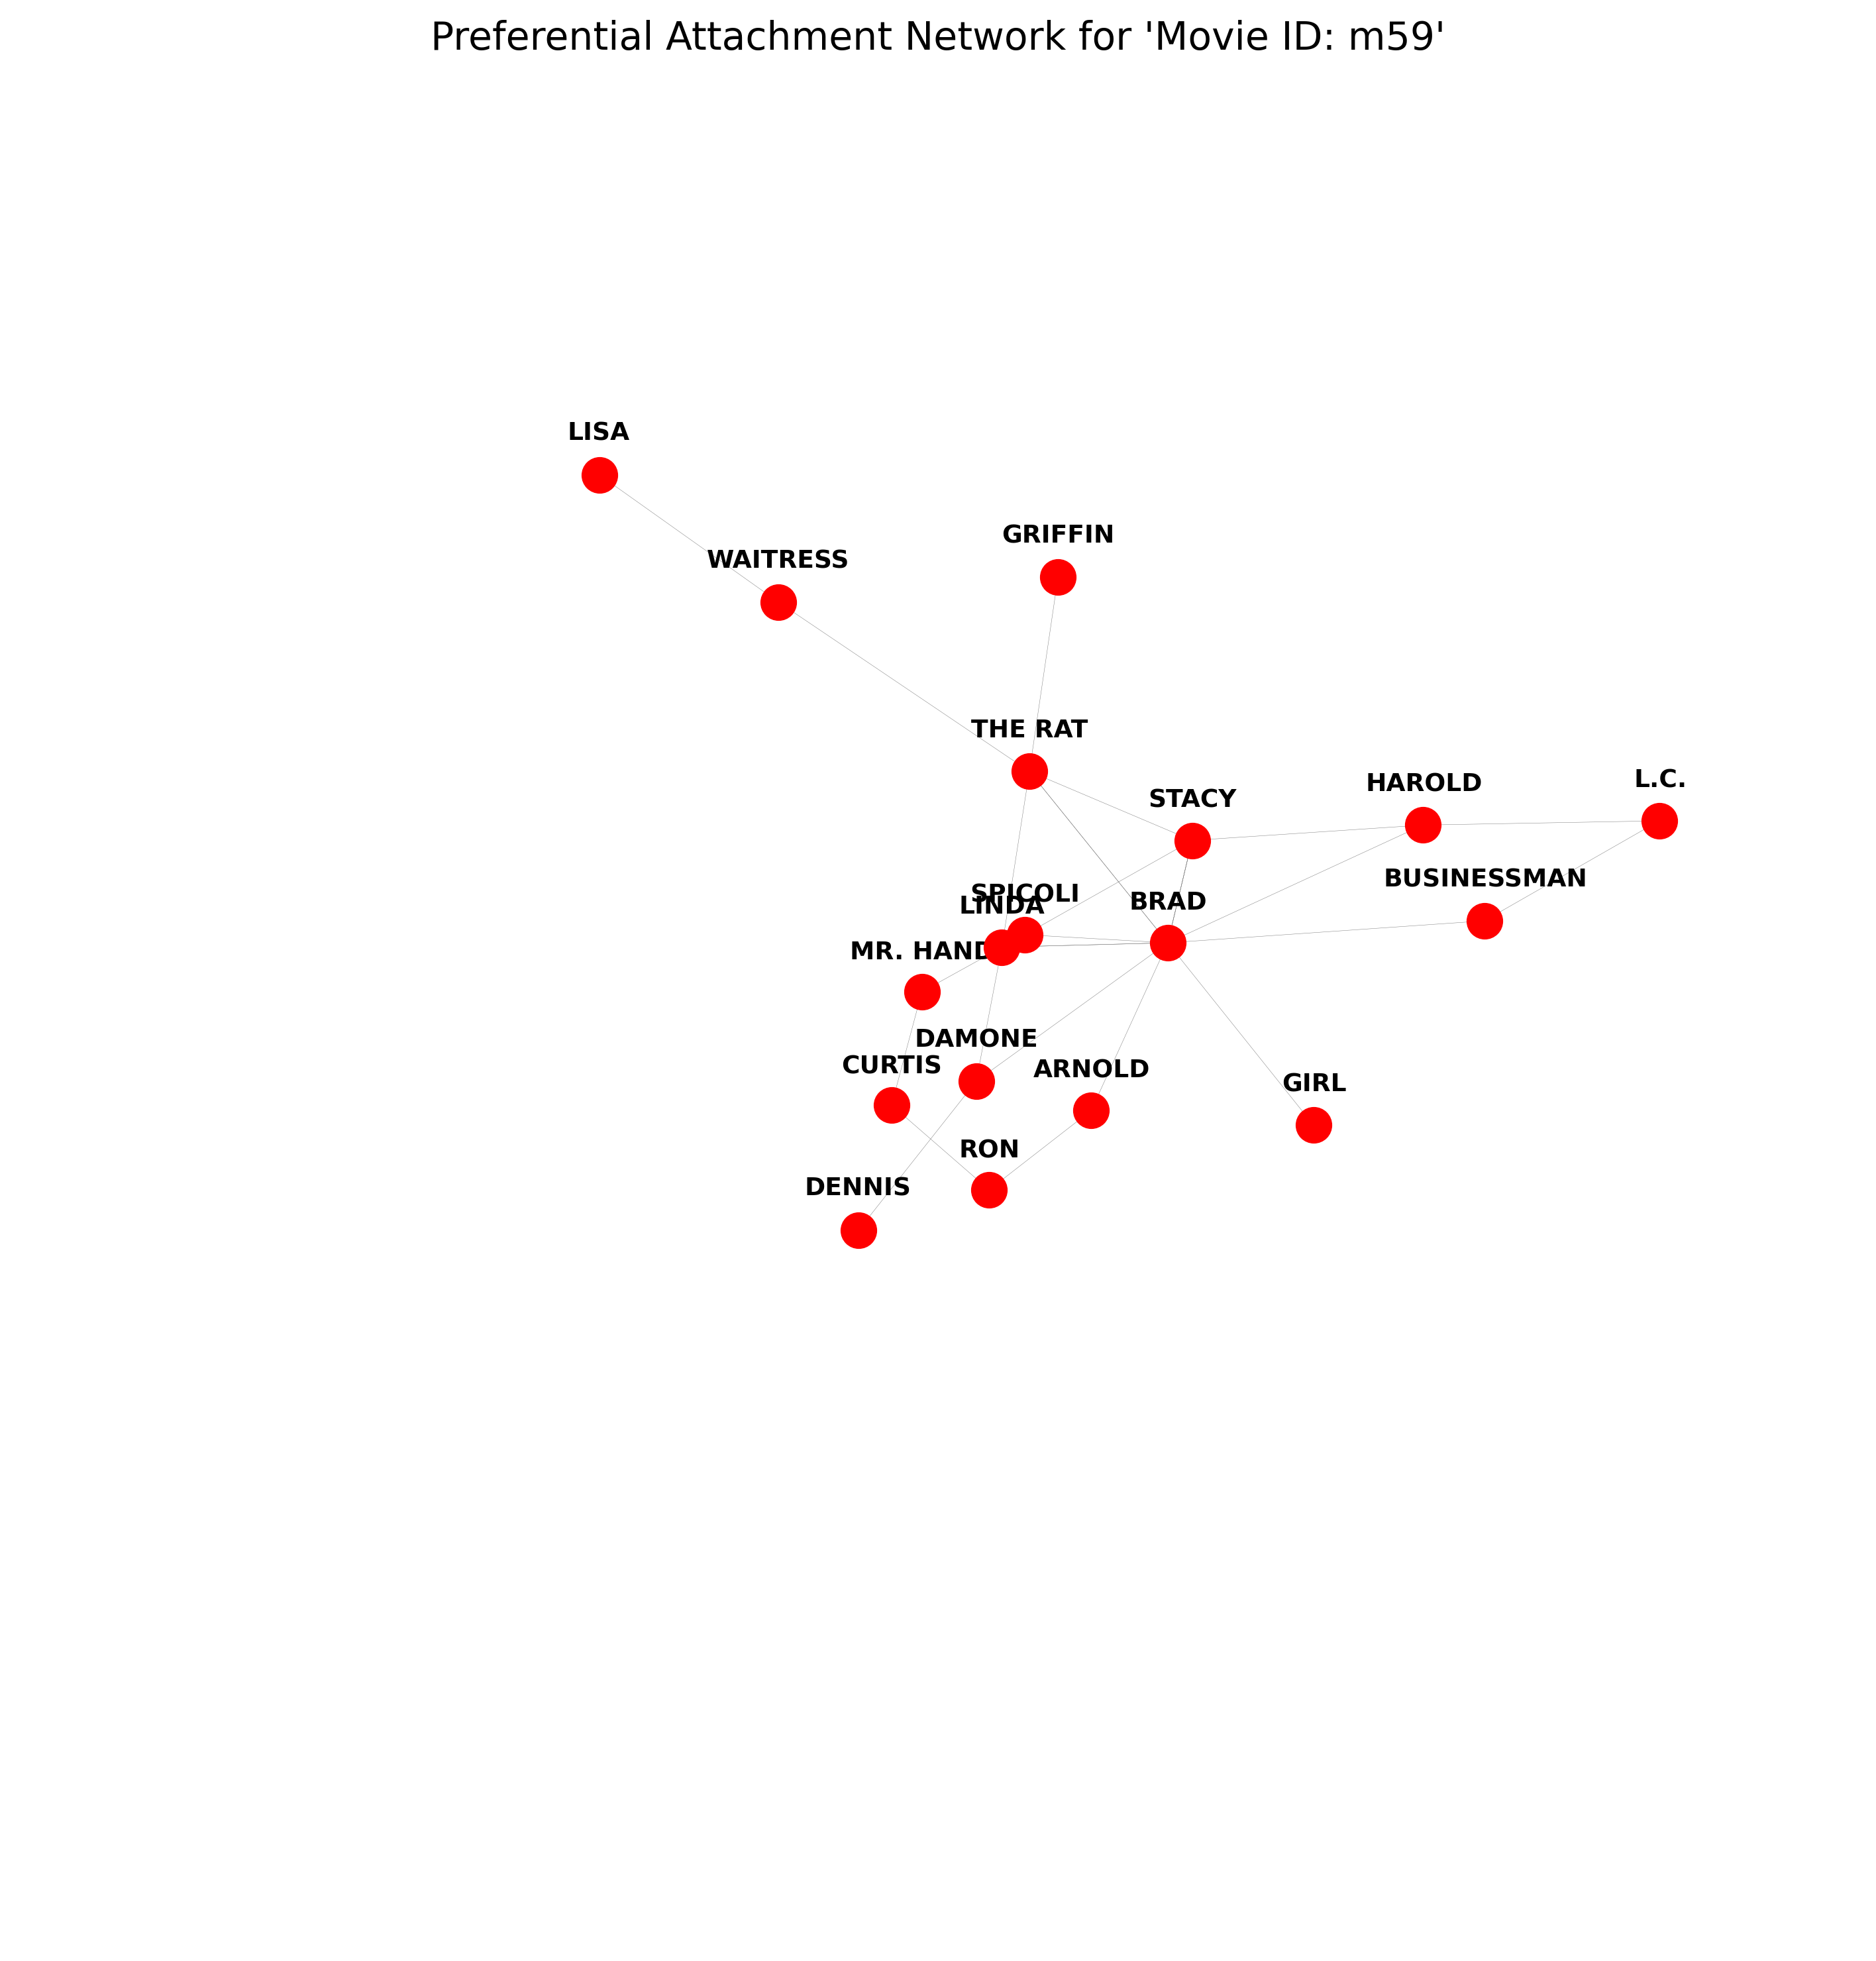 Preferential Attachment Network for 'Movie ID: m59'
LISA
GRIFFIN
WAITRESS
THE RAT
L.C.
HAROLD
STACY
BUSINESSMAN
SPICOLI
BRAD
LINDA
MR. HAND
DAMONE
CURTIS
ARNOLD
GIRL
RON
DENNIS